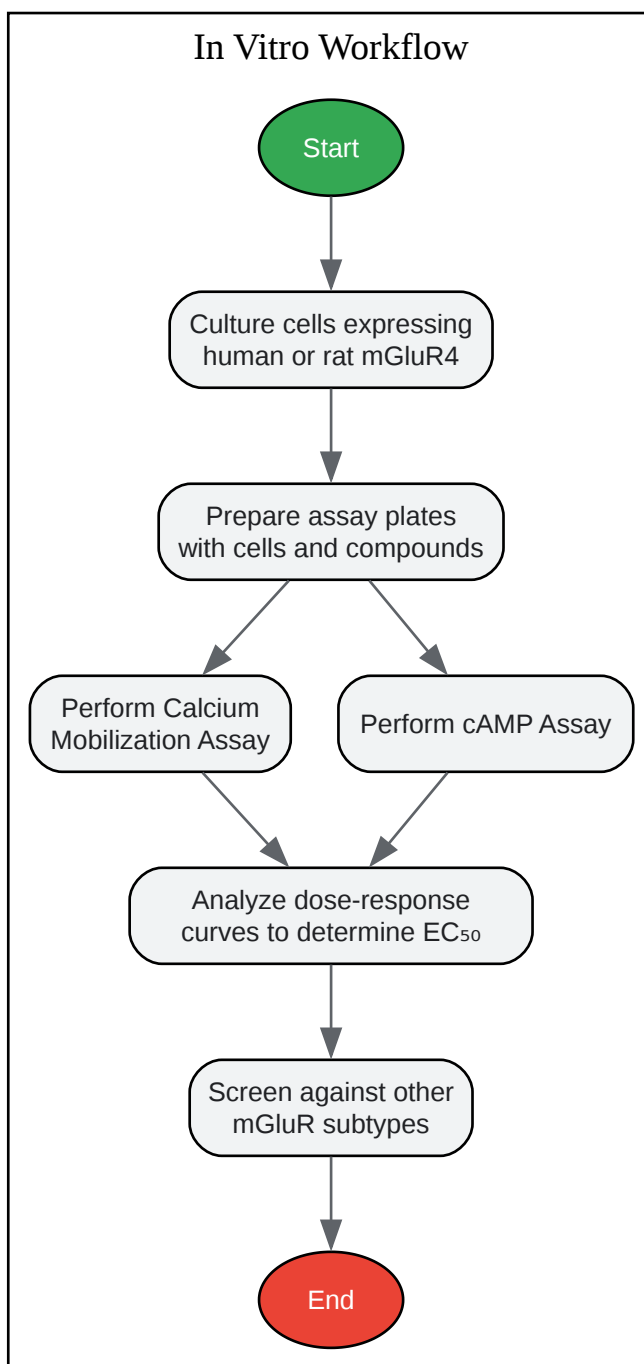 In Vitro Workflow
Start
Culture cells expressing
human or rat mGluR4
Prepare assay plates
with cells and compounds
Perform Calcium
Mobilization Assay
Perform cAMP Assay
Analyze dose-response
curves to determine EC₅₀
Screen against other
mGluR subtypes
End